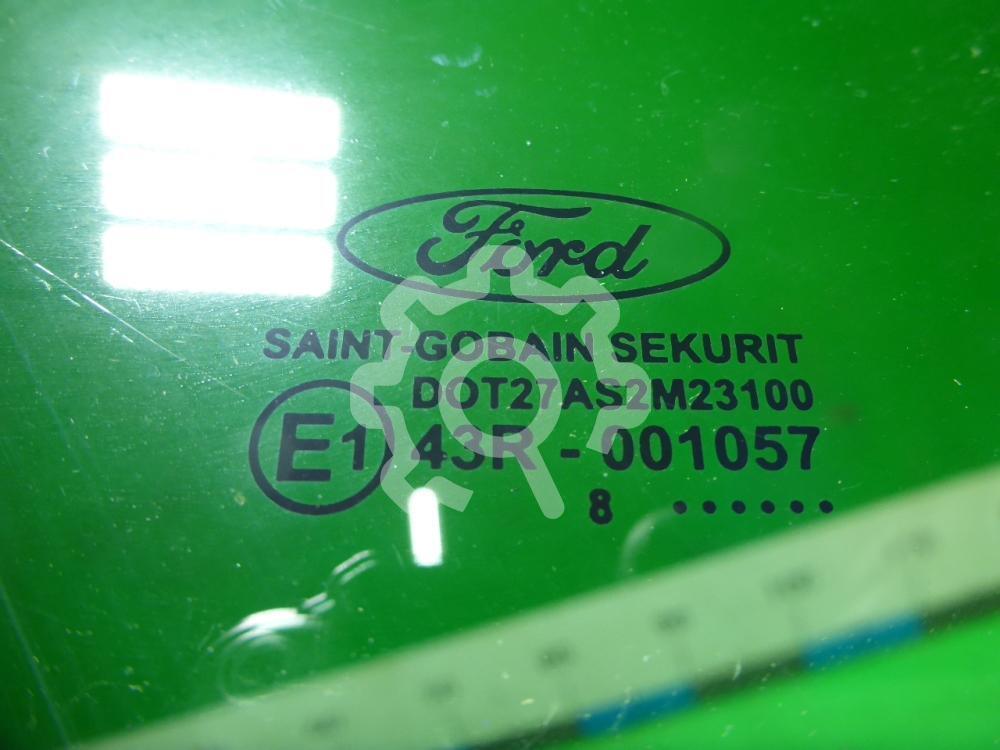 Ford
SAINT-GOBAIN SEKURIT
DOT27AS2M23100
E1 43R - 001057
8 ······